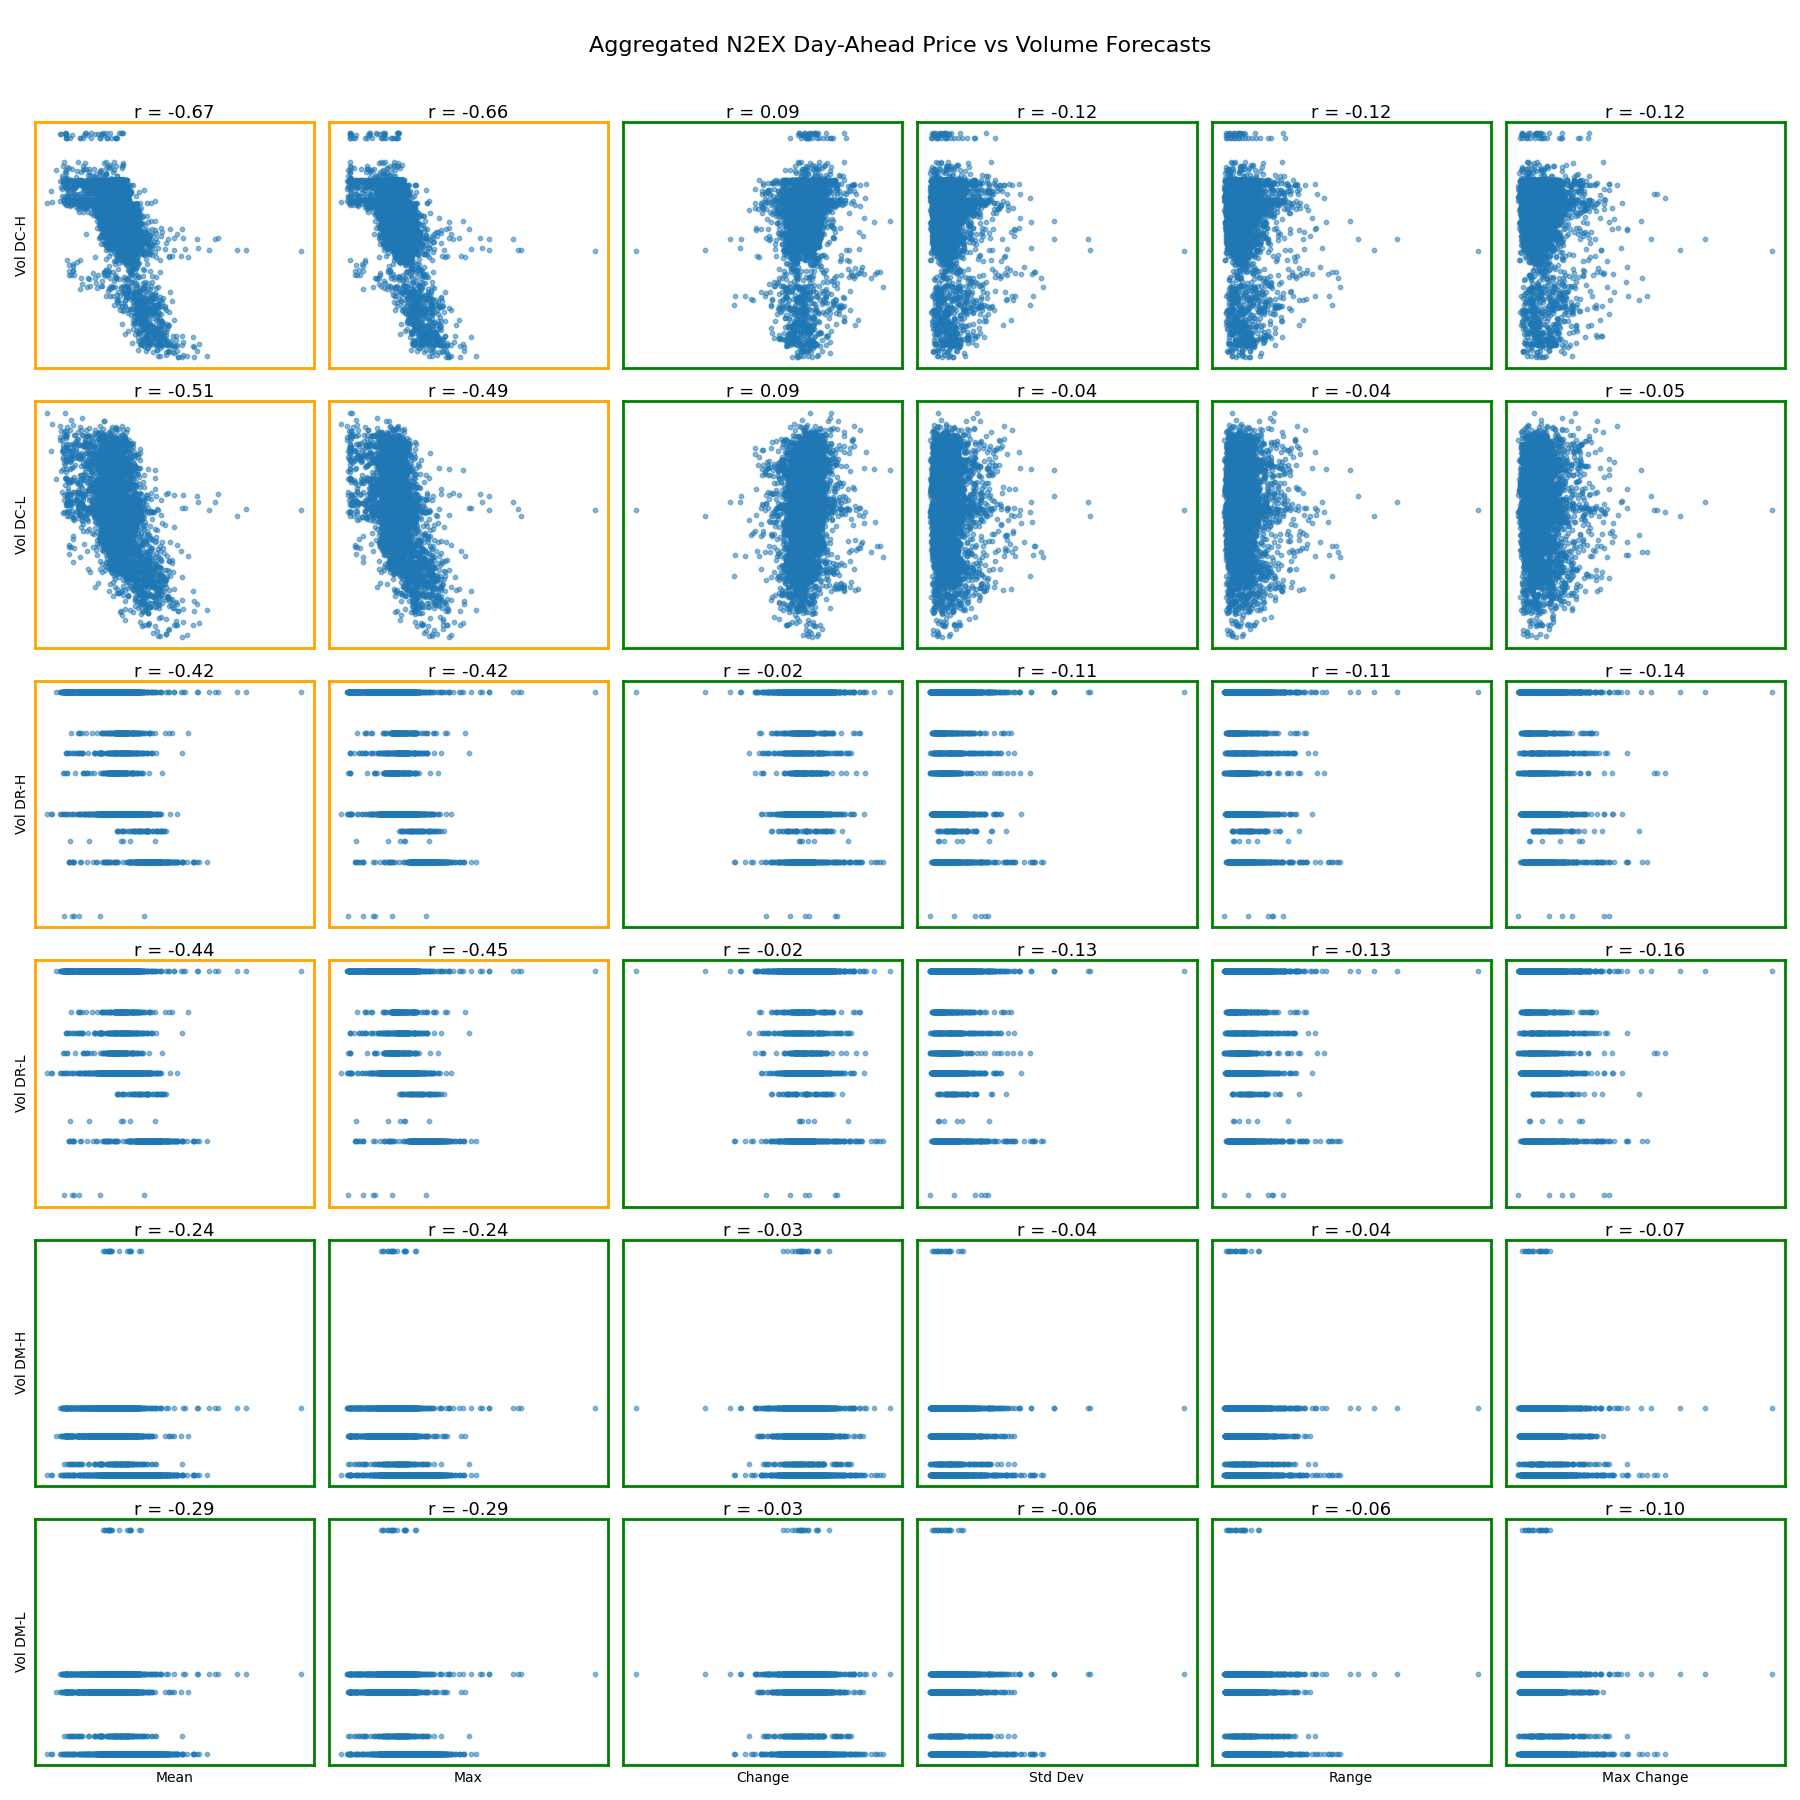 Aggregated N2EX Day-Ahead Price vs Volume Forecasts
r = -0.67 r = -0.66 r = 0.09 r = -0.12 r = -0.12 r = -0.12
Vol DC-H
r = -0.51 r = -0.49 r = 0.09 r = -0.04 r = -0.04 r = -0.05
Vol DC-L
r = -0.42 r = -0.42 r = -0.02 r = -0.11 r = -0.11 r = -0.14
Vol DR-H
r = -0.44 r = -0.45 r = -0.02 r = -0.13 r = -0.13 r = -0.16
Vol DR-L
r = -0.24 r = -0.24 r = -0.03 r = -0.04 r = -0.04 r = -0.07
Vol DM-H
r = -0.29 r = -0.29 r = -0.03 r = -0.06 r = -0.06 r = -0.10
Vol DM-L
Mean Max Change Std Dev Range Max Change